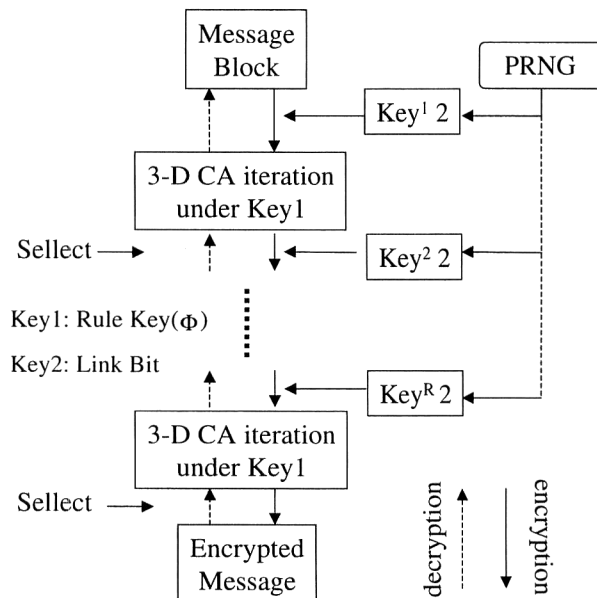 Message
Block
PRNG
Key¹ 2
3-D CA iteration
under Key1
Sellect
Key² 2
Key1: Rule Key(Φ)
Key2: Link Bit
Keyᴿ 2
3-D CA iteration
under Key1
Sellect
Encrypted
Message
decryption
encryption